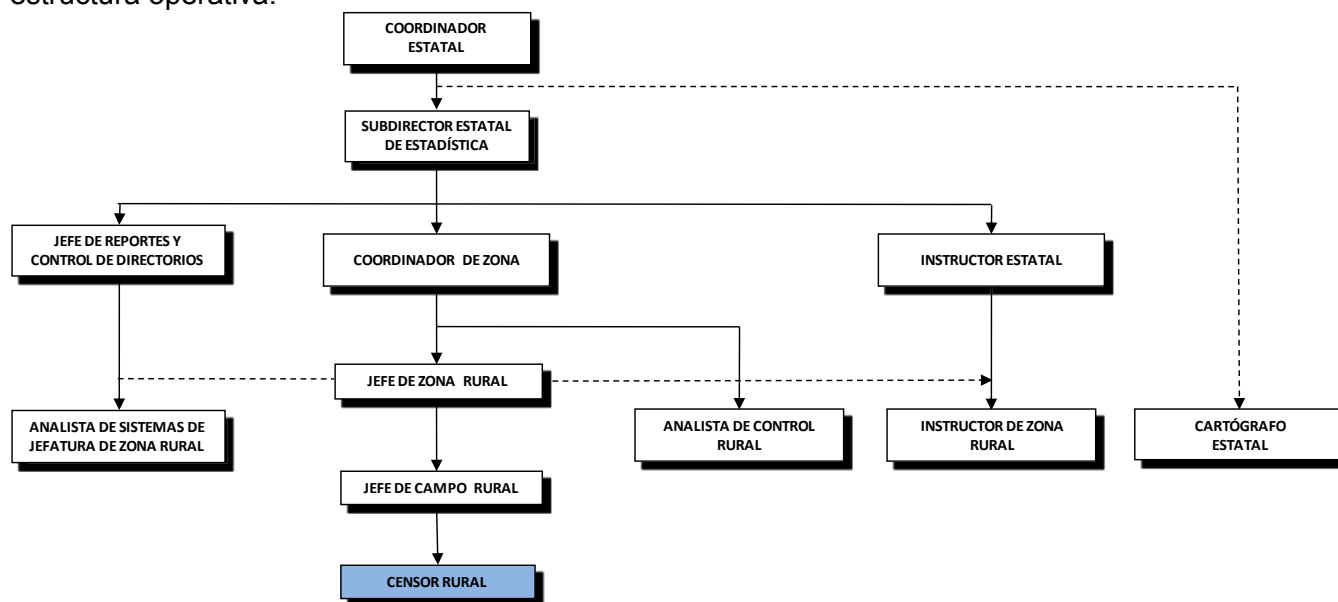 estructura operativa.
COORDINADOR
ESTATAL
SUBDIRECTOR ESTATAL
DE ESTADÍSTICA
JEFE DE REPORTES Y
CONTROL DE DIRECTORIOS
COORDINADOR DE ZONA
INSTRUCTOR ESTATAL
JEFE DE ZONA RURAL
ANALISTA DE SISTEMAS DE
JEFATURA DE ZONA RURAL
ANALISTA DE CONTROL
RURAL
INSTRUCTOR DE ZONA
RURAL
CARTÓGRAFO
ESTATAL
JEFE DE CAMPO RURAL
CENSOR RURAL